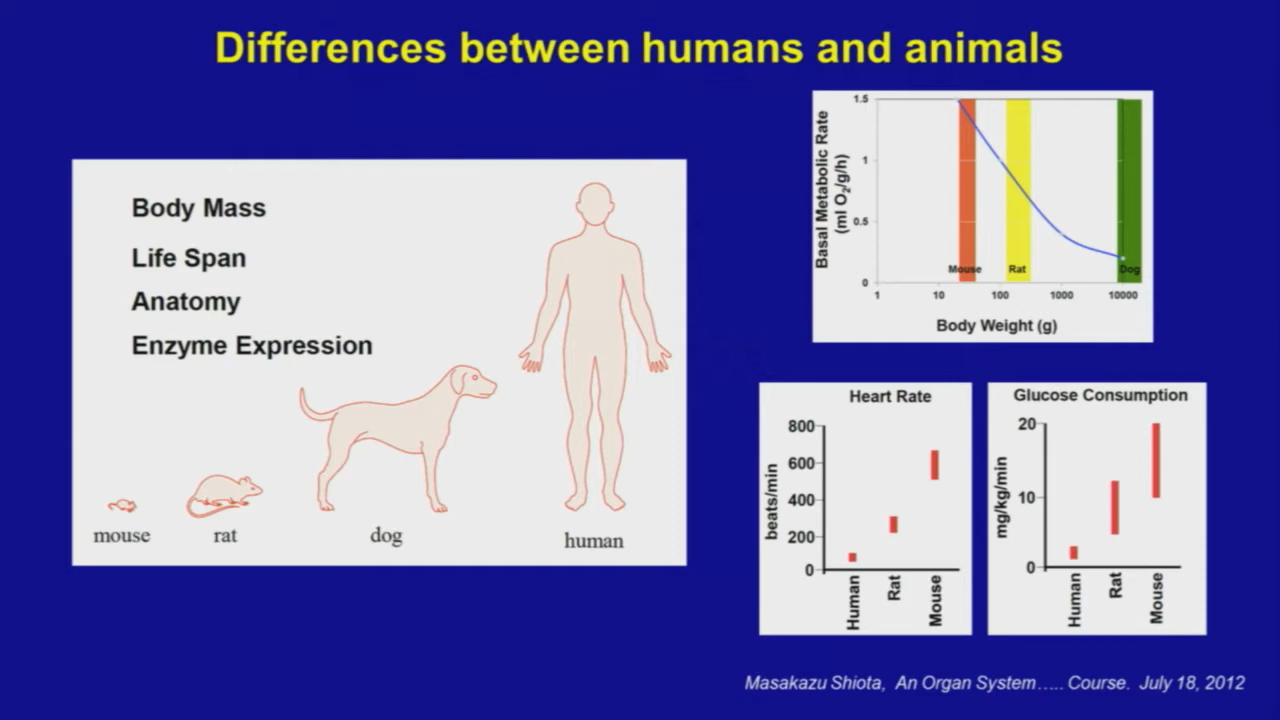 Differences between humans and animals
Body Mass
Life Span
Anatomy
Enzyme Expression
mouse
rat
dog
human
Basal Metabolic Rate
(ml O₂/g/h)
1.5
1
0.5
0
Mouse
Rat
Dog
1
10
100
1000
10000
Body Weight (g)
Heart Rate
beats/min
800
600
400
200
0
Human
Rat
Mouse
Glucose Consumption
mg/kg/min
20
10
0
Human
Rat
Mouse
Masakazu Shiota, An Organ System….. Course. July 18, 2012